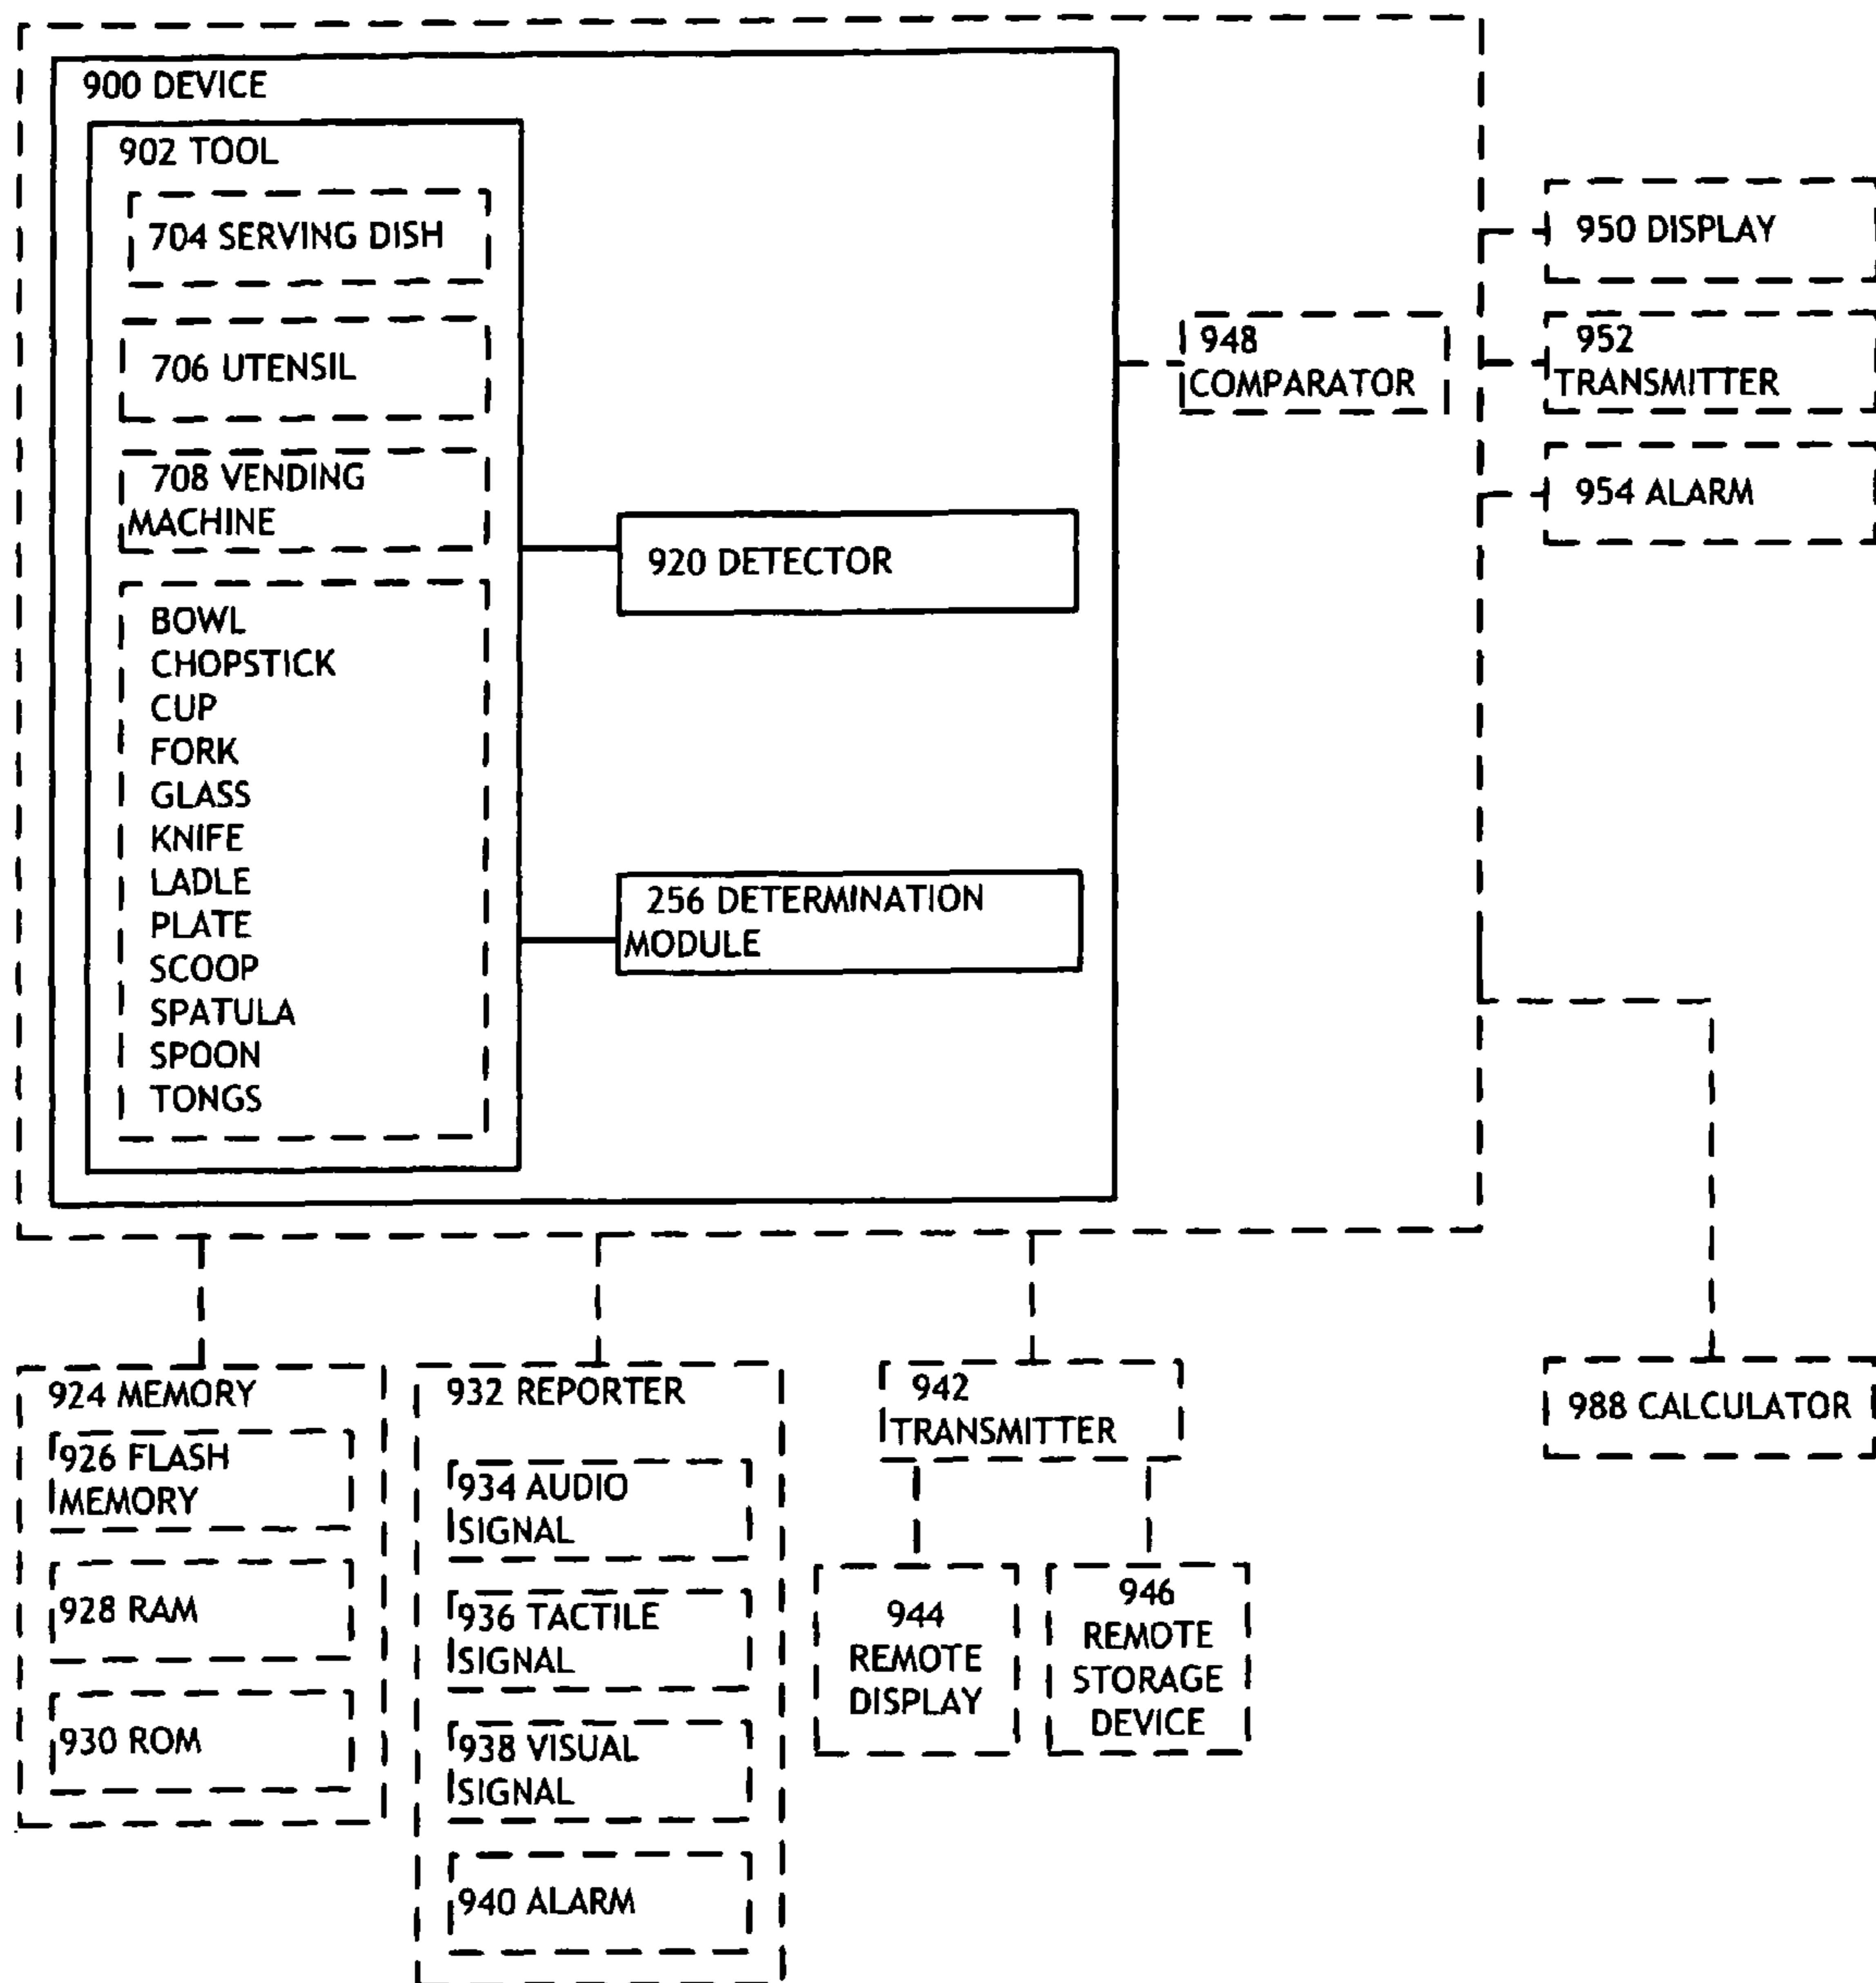 900 DEVICE
902 TOOL
704 SERVING DISH
706 UTENSIL
708 VENDING
MACHINE
BOWL
CHOPSTICK
CUP
FORK
GLASS
KNIFE
LADLE
PLATE
SCOOP
SPATULA
SPOON
TONGS
920 DETECTOR
256 DETERMINATION
MODULE
948
COMPARATOR
950 DISPLAY
952
TRANSMITTER
954 ALARM
924 MEMORY
926 FLASH
MEMORY
928 RAM
930 ROM
932 REPORTER
934 AUDIO
SIGNAL
936 TACTILE
SIGNAL
938 VISUAL
SIGNAL
940 ALARM
942
TRANSMITTER
944
REMOTE
DISPLAY
946
REMOTE
STORAGE
DEVICE
988 CALCULATOR